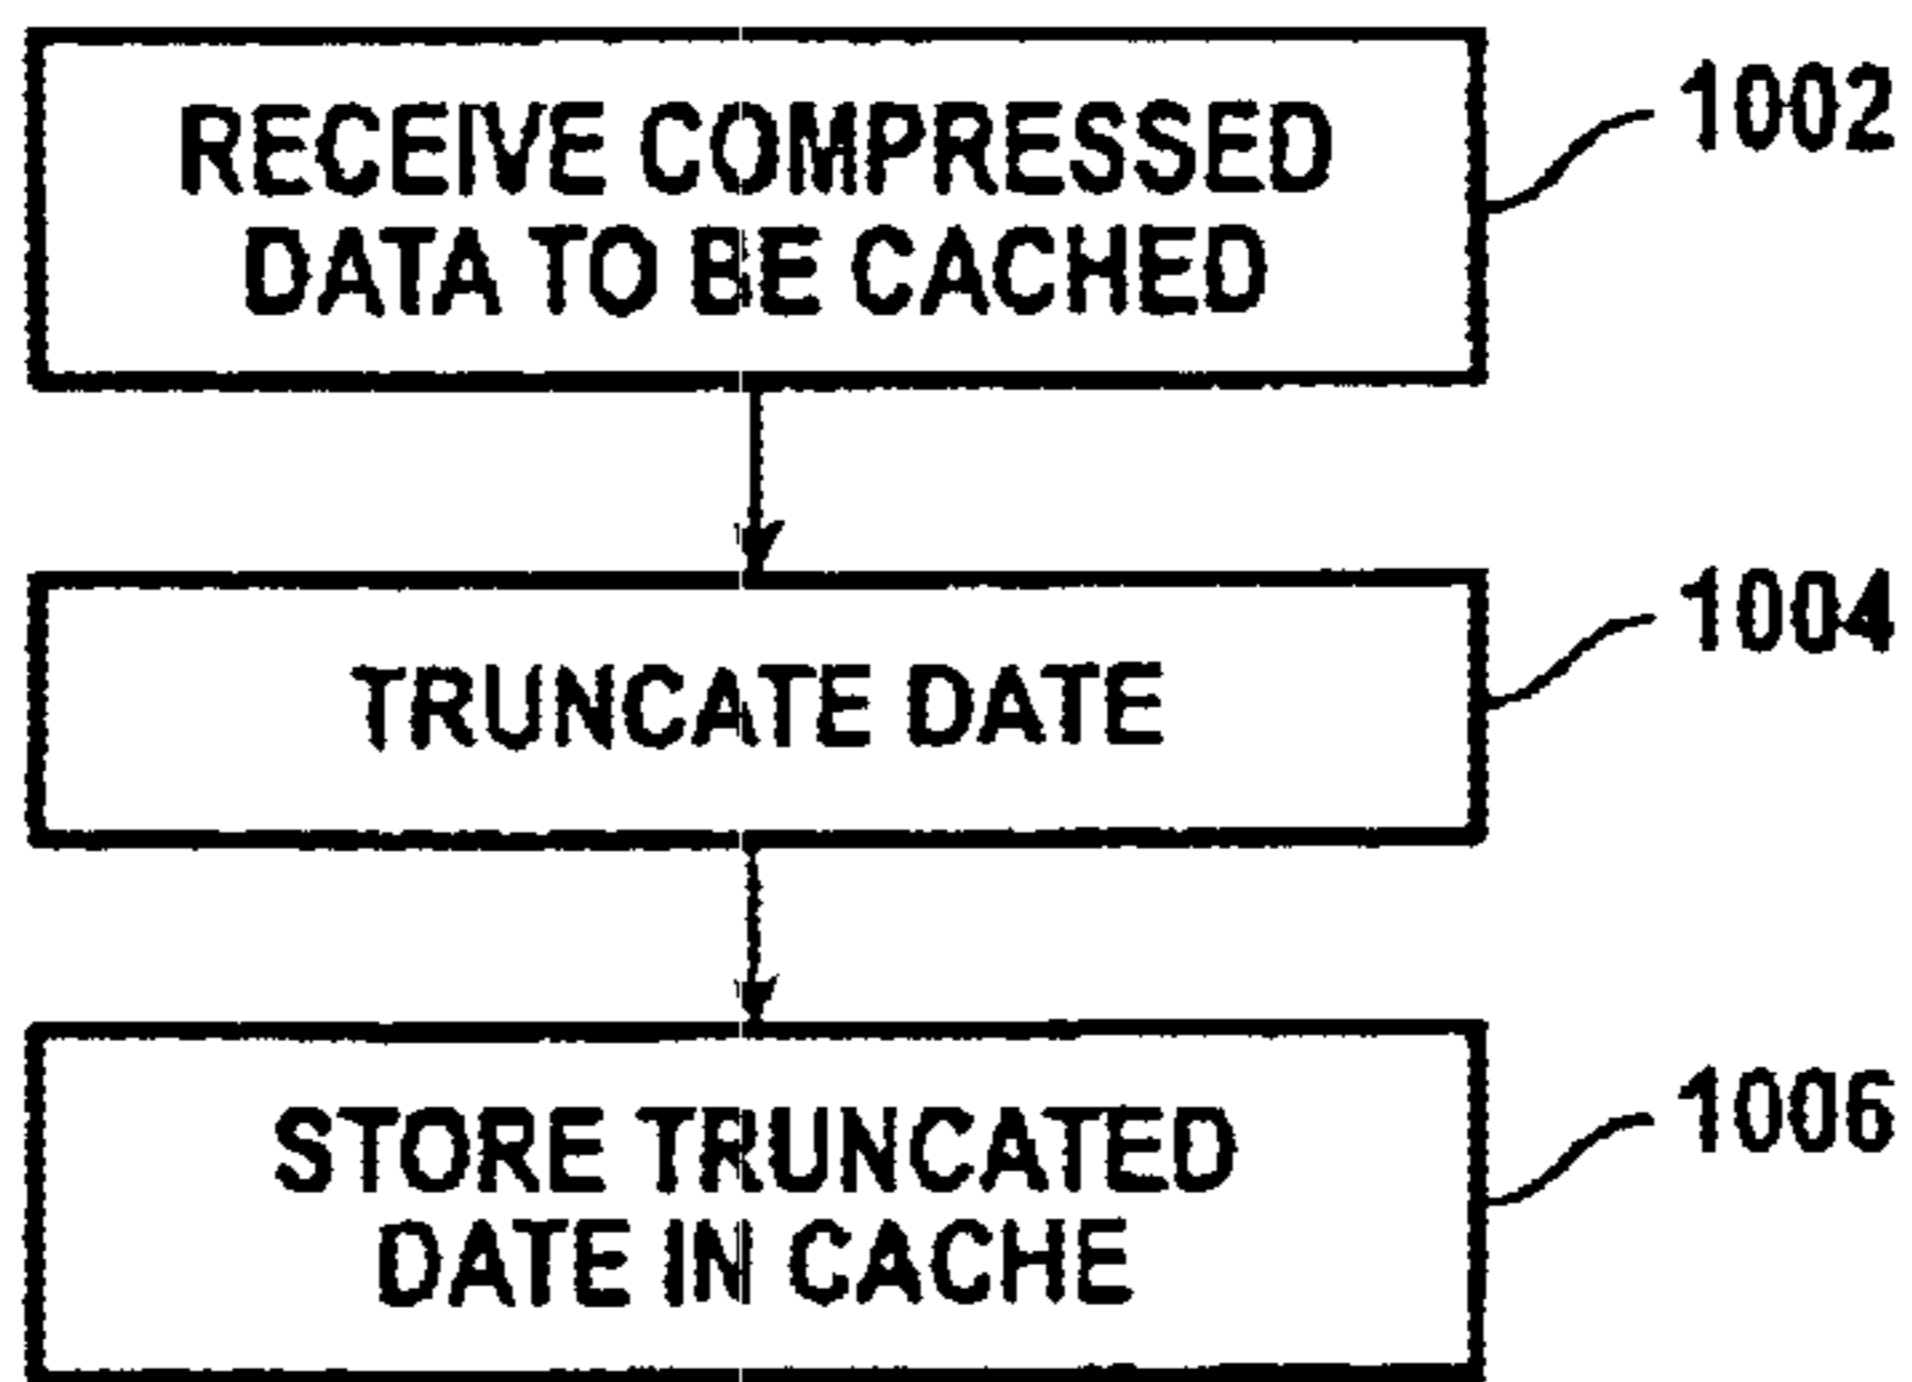 RECEIVE COMPRESSED
DATA TO BE CACHED
1002
TRUNCATE DATE
1004
STORE TRUNCATED
DATE IN CACHE
1006